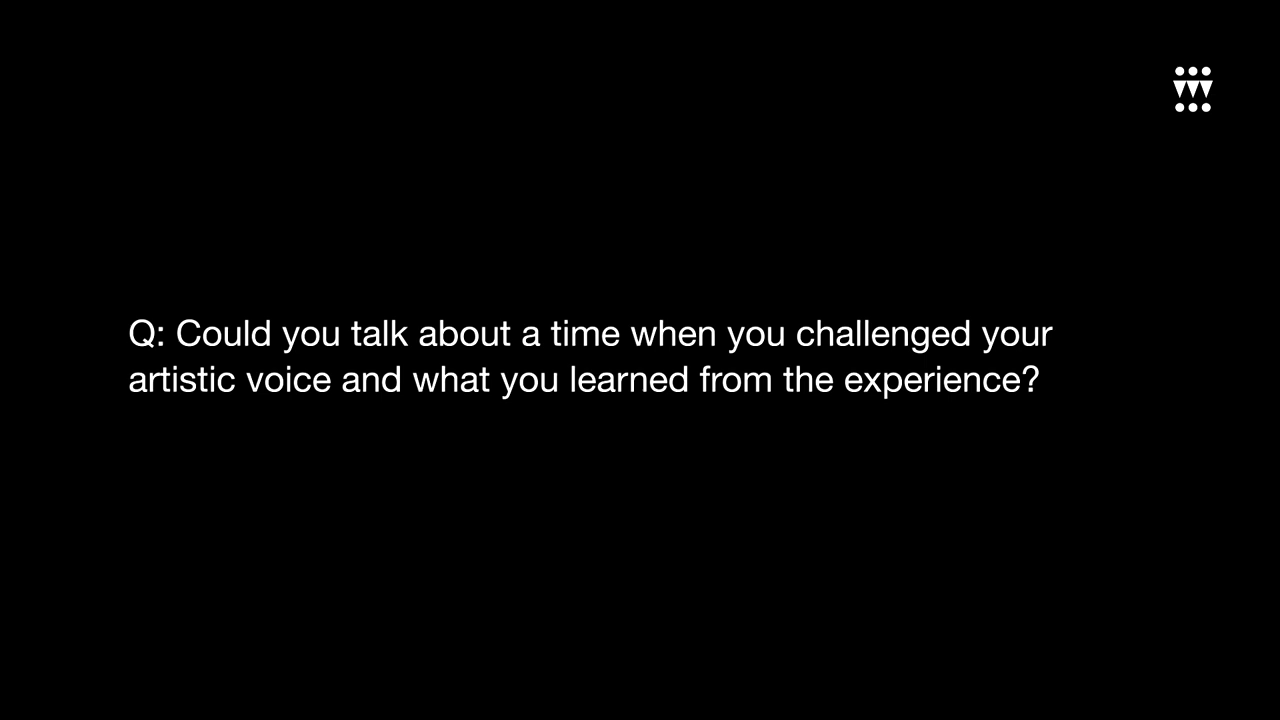 Q: Could you talk about a time when you challenged your
artistic voice and what you learned from the experience?